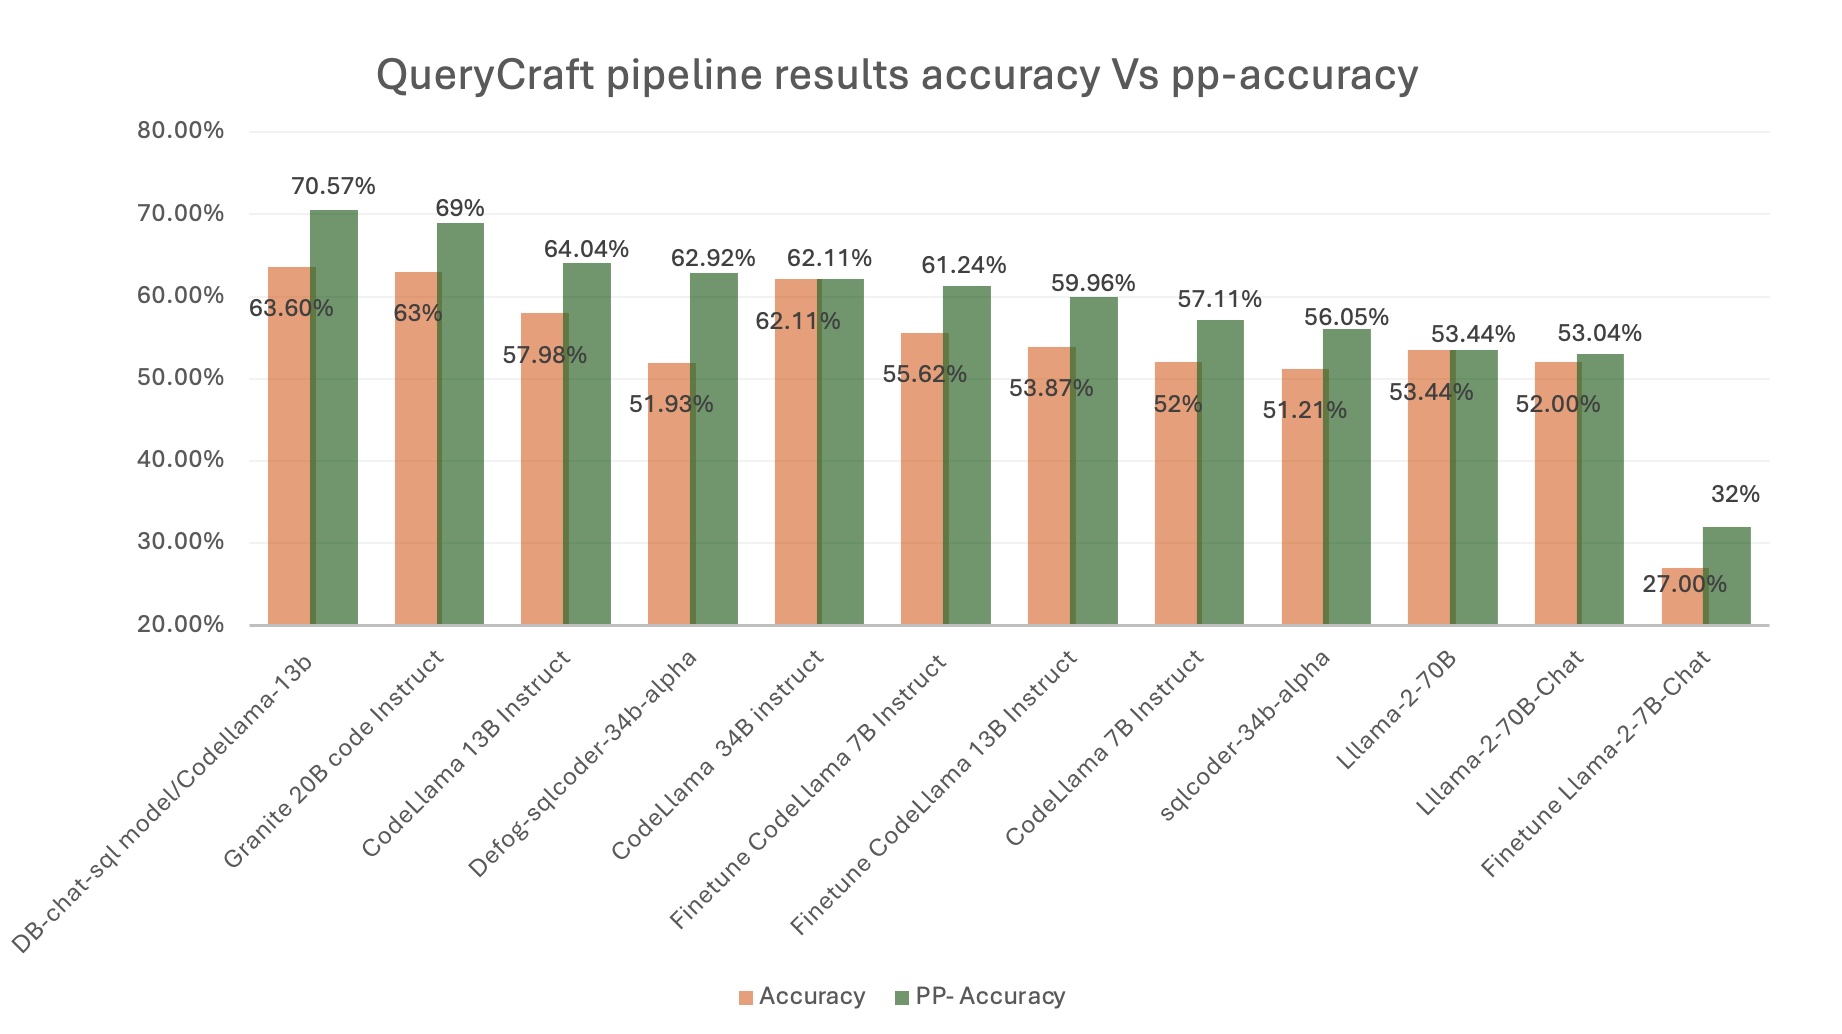 QueryCraft pipeline results accuracy Vs pp-accuracy
80.00%
70.00%
60.00%
50.00%
40.00%
30.00%
20.00%
70.57%
69%
64.04%
62.92%
62.11%
61.24%
59.96%
57.11%
56.05%
53.44%
53.04%
32%
63.60%
63%
57.98%
51.93%
62.11%
55.62%
53.87%
52%
51.21%
53.44%
52.00%
27.00%
DB-chat-sql model/Codellama-13b
Granite 20B code Instruct
CodeLlama 13B Instruct
Defog-sqlcoder-34b-alpha
CodeLlama  34B instruct
Finetune CodeLlama 7B Instruct
Finetune CodeLlama 13B Instruct
CodeLlama 7B Instruct
sqlcoder-34b-alpha
Lllama-2-70B
Lllama-2-70B-Chat
Finetune Llama-2-7B-Chat
Accuracy
PP- Accuracy